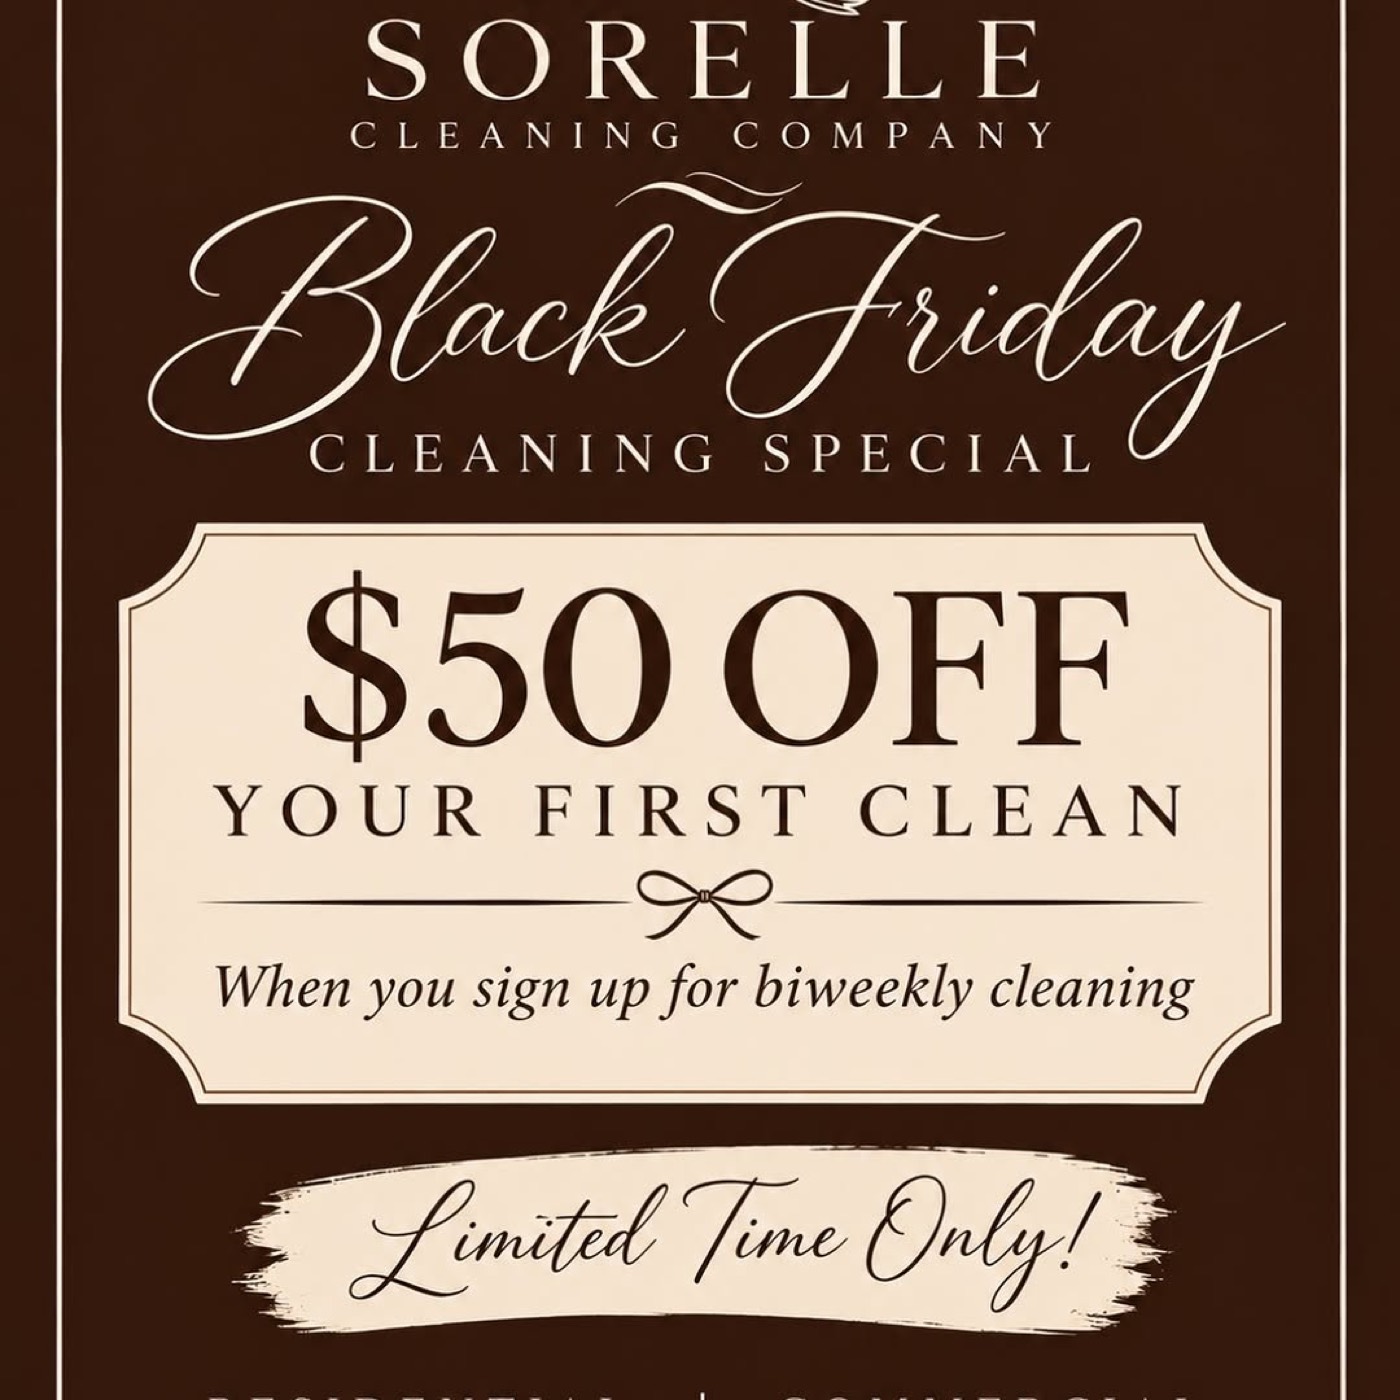 SORELLE
CLEANING COMPANY
Black Friday
CLEANING SPECIAL
$50 OFF
YOUR FIRST CLEAN
When you sign up for biweekly cleaning
Limited Time Only!